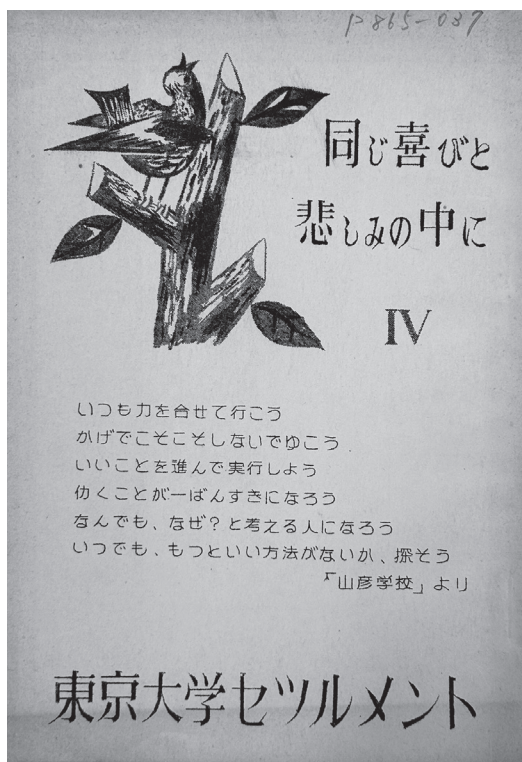 P865-037
同じ喜びと
悲しみの中に
IV
いつも力を合せて行こう
かげでこそこそしないでゆこう
いいことを進んで実行しよう
仂くことが一ばんすきになろう
なんでも、なぜ?と考える人になろう
いつでも、もつといい方法がないか、探そう
「山彦学校」より
東京大学セツルメント